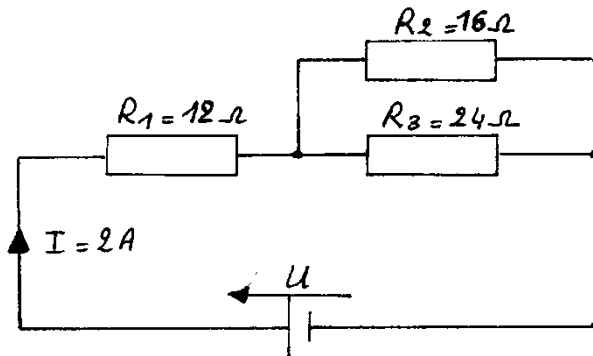 R2 = 16Ω
R1 = 12Ω
R3 = 24Ω
I = 2A
U